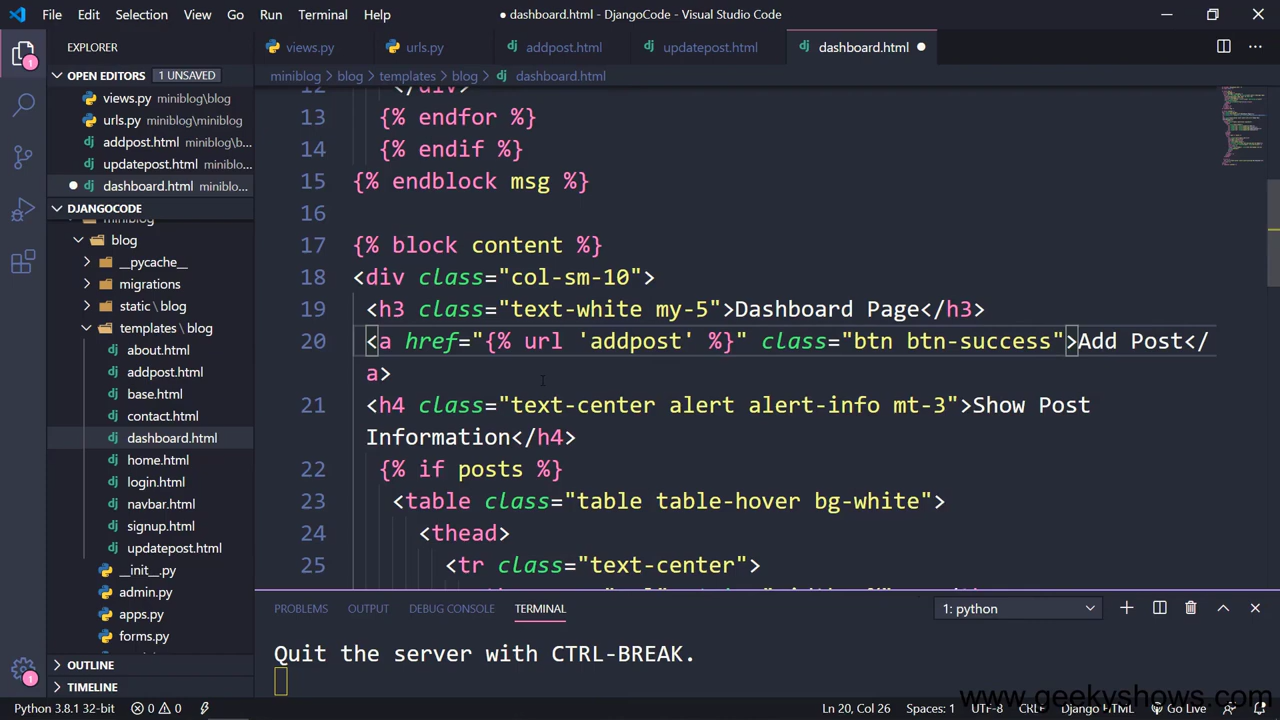 File Edit Selection View Go Run Terminal Help
● dashboard.html - DjangoCode - Visual Studio Code
EXPLORER
views.py urls.py addpost.html updatepost.html dashboard.html ●
OPEN EDITORS 1 UNSAVED
miniblog › blog › templates › blog › dashboard.html
views.py miniblog\blog
urls.py miniblog\miniblog
addpost.html miniblog\b...
updatepost.html miniblog\...
dashboard.html miniblo...
DJANGOCODE
miniblog
blog
__pycache__
migrations
static \ blog
templates \ blog
about.html
addpost.html
base.html
contact.html
dashboard.html
home.html
login.html
navbar.html
signup.html
updatepost.html
__init__.py
admin.py
apps.py
forms.py
OUTLINE
TIMELINE
12 </div>
13 {% endfor %}
14 {% endif %}
15 {% endblock msg %}
16
17 {% block content %}
18 <div class="col-sm-10">
19 <h3 class="text-white my-5">Dashboard Page</h3>
20 <a href="{% url 'addpost' %}" class="btn btn-success">Add Post</
a>
21 <h4 class="text-center alert alert-info mt-3">Show Post
Information</h4>
22 {% if posts %}
23 <table class="table table-hover bg-white">
24 <thead>
25 <tr class="text-center">
PROBLEMS OUTPUT DEBUG CONSOLE TERMINAL 1: python
Quit the server with CTRL-BREAK.
www.geekyshows.com
Python 3.8.1 32-bit 0 0 Ln 20, Col 26 Spaces: 1 UTF-8 CRLF Django HTML Go Live